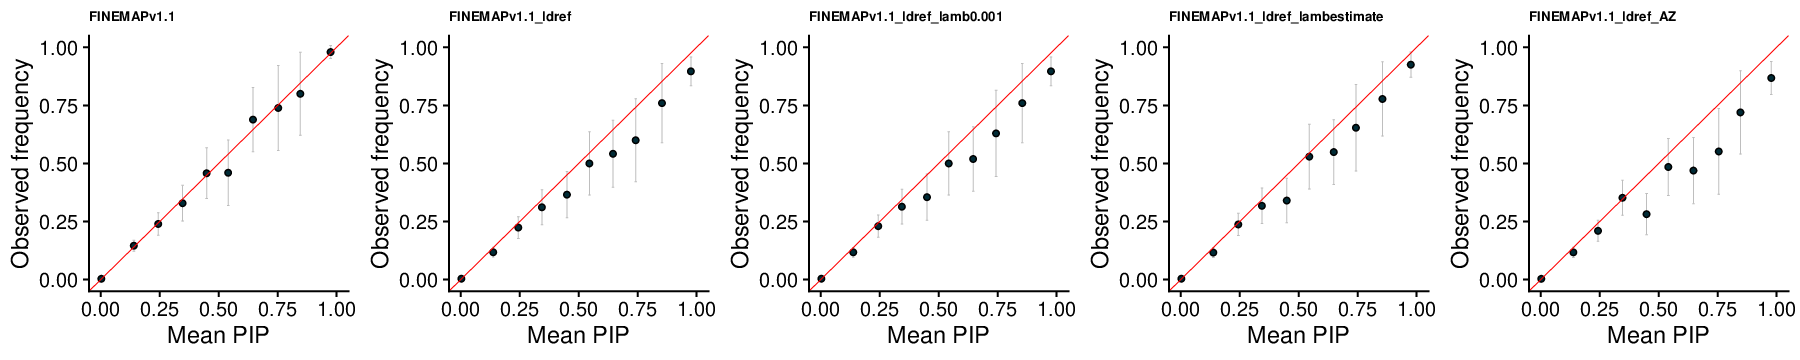 FINEMAPv1.1
1.00
0.75
0.50
0.25
0.00
Observed frequency
0.00 0.25 0.50 0.75 1.00
Mean PIP
FINEMAPv1.1_ldref
1.00
0.75
0.50
0.25
0.00
Observed frequency
0.00 0.25 0.50 0.75 1.00
Mean PIP
FINEMAPv1.1_ldref_lamb0.001
1.00
0.75
0.50
0.25
0.00
Observed frequency
0.00 0.25 0.50 0.75 1.00
Mean PIP
FINEMAPv1.1_ldref_lambestimate
1.00
0.75
0.50
0.25
0.00
Observed frequency
0.00 0.25 0.50 0.75 1.00
Mean PIP
FINEMAPv1.1_ldref_AZ
1.00
0.75
0.50
0.25
0.00
Observed frequency
0.00 0.25 0.50 0.75 1.00
Mean PIP